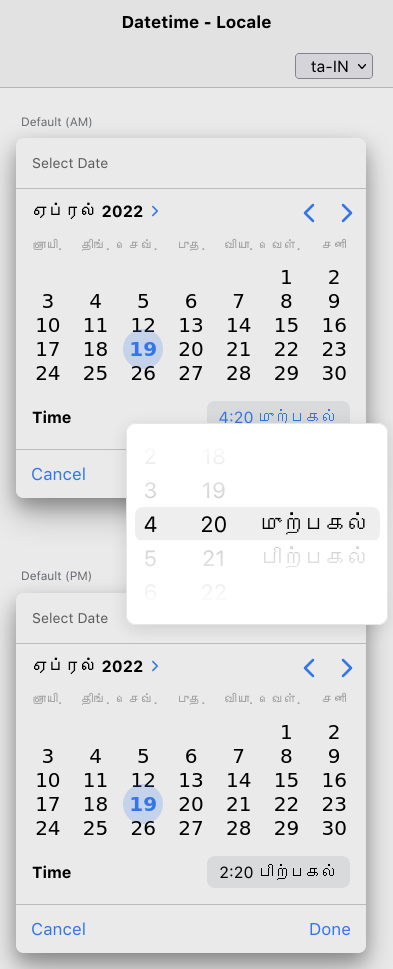 Datetime - Locale
ta-IN
Default (AM)
Select Date
ஏப்ரல் 2022
ஞாயி. திங். செவ். புத. வியா. வெள். சனி
1 2
3 4 5 6 7 8 9
10 11 12 13 14 15 16
17 18 19 20 21 22 23
24 25 26 27 28 29 30
Time 4:20 முற்பகல்
Cancel
2 18
3 19
4 20 முற்பகல்
5 21 பிற்பகல்
6 22
Default (PM)
Select Date
ஏப்ரல் 2022
ஞாயி. திங். செவ். புத. வியா. வெள். சனி
1 2
3 4 5 6 7 8 9
10 11 12 13 14 15 16
17 18 19 20 21 22 23
24 25 26 27 28 29 30
Time 2:20 பிற்பகல்
Cancel Done